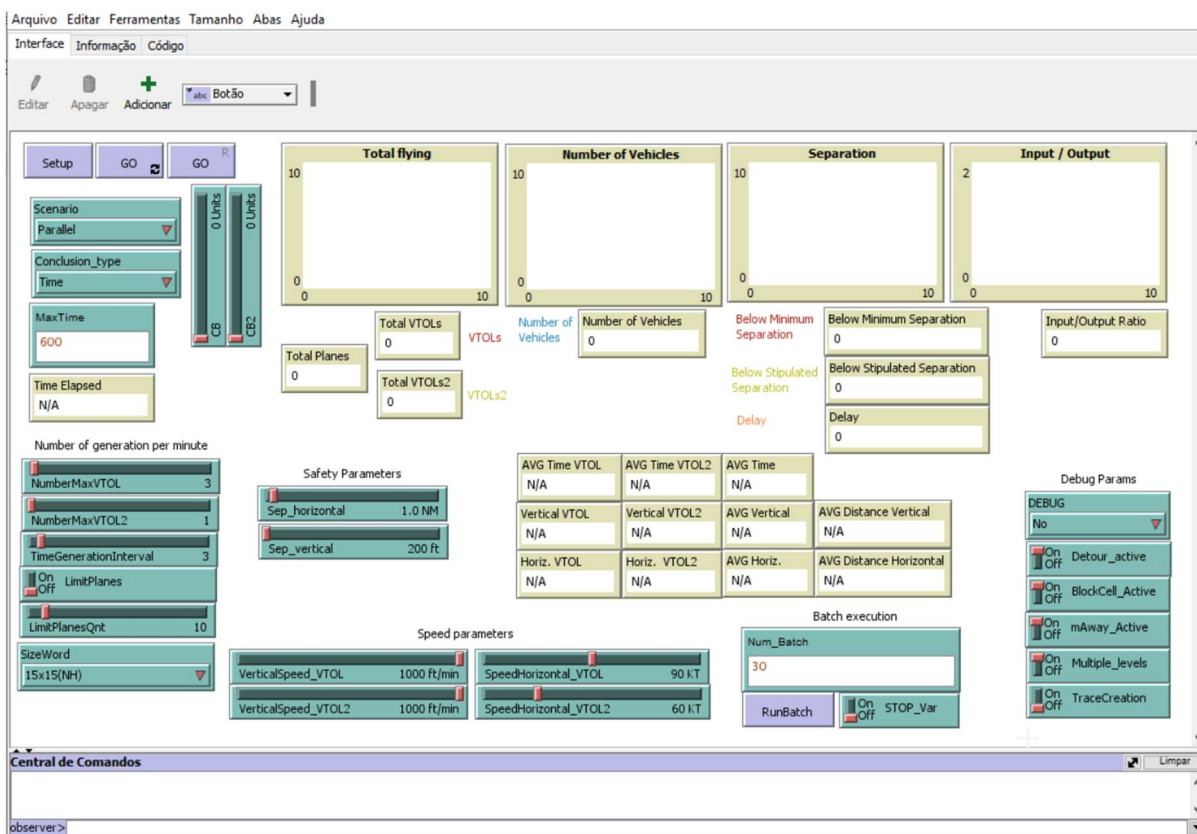 Arquivo Editar Ferramentas Tamanho Abas Ajuda
Interface Informação Código
Editar Apagar Adicionar abc Botão
Setup GO GO R
Scenario
Parallel
Conclusion_type
Time
MaxTime
600
Time Elapsed
N/A
CB 0 Units
CB2 0 Units
Total flying
10
0
0 10
Total VTOLs
0
VTOLs
Total Planes
0
Total VTOLs2
0
VTOLs2
Number of Vehicles
10
0
0 10
Number of
Vehicles
Number of Vehicles
0
Separation
10
0
0 10
Below Minimum
Separation
Below Minimum Separation
0
Below Stipulated
Separation
Below Stipulated Separation
0
Delay
Delay
0
Input / Output
2
0
0 10
Input/Output Ratio
0
Number of generation per minute
NumberMaxVTOL 3
NumberMaxVTOL2 1
TimeGenerationInterval 3
On
Off LimitPlanes
LimitPlanesQnt 10
SizeWord
15x15(NH)
Safety Parameters
Sep_horizontal 1.0 NM
Sep_vertical 200 ft
AVG Time VTOL AVG Time VTOL2 AVG Time
N/A N/A N/A
Vertical VTOL Vertical VTOL2 AVG Vertical AVG Distance Vertical
N/A N/A N/A N/A
Horiz. VTOL Horiz. VTOL2 AVG Horiz. AVG Distance Horizontal
N/A N/A N/A N/A
Speed parameters
VerticalSpeed_VTOL 1000 ft/min SpeedHorizontal_VTOL 90 KT
VerticalSpeed_VTOL2 1000 ft/min SpeedHorizontal_VTOL2 60 KT
Batch execution
Num_Batch
30
RunBatch
On
Off STOP_Var
Debug Params
DEBUG
No
On
Off Detour_active
On
Off BlockCell_Active
On
Off mAway_Active
On
Off Multiple_levels
On
Off TraceCreation
Central de Comandos Limpar
observer>